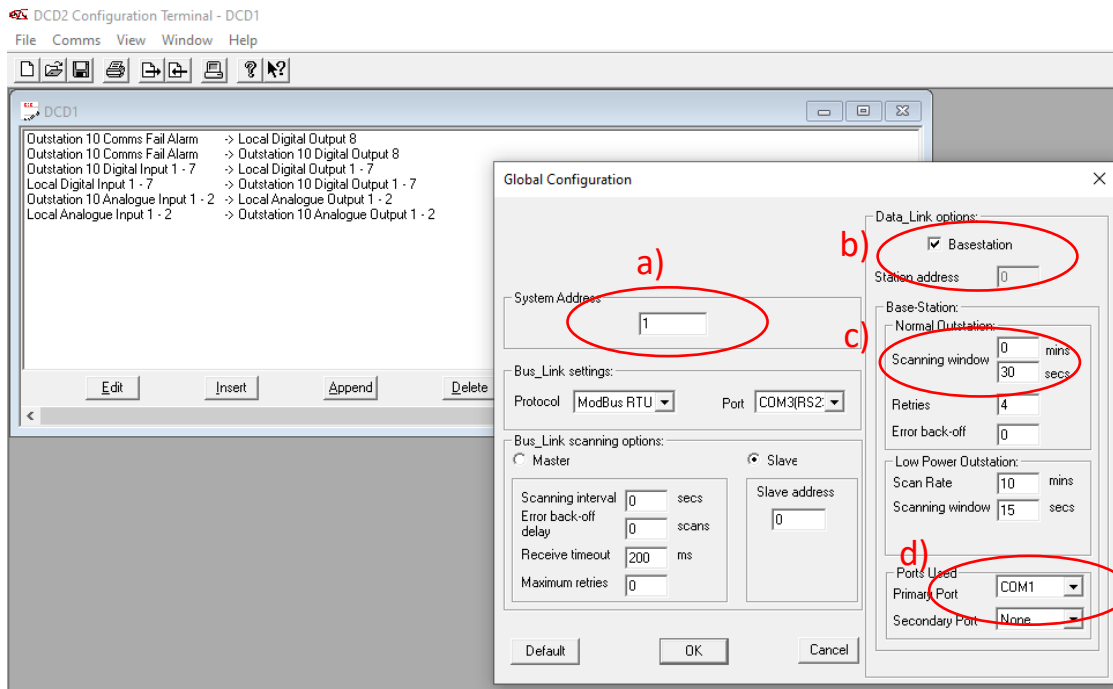 DCD2 Configuration Terminal - DCD1
File Comms View Window Help
DCD1
Outstation 10 Comms Fail Alarm -> Local Digital Output 8
Outstation 10 Comms Fail Alarm -> Outstation 10 Digital Output 8
Outstation 10 Digital Input 1 - 7 -> Local Digital Output 1 - 7
Local Digital Input 1 - 7 -> Outstation 10 Digital Output 1 - 7
Outstation 10 Analogue Input 1 - 2 -> Local Analogue Output 1 - 2
Local Analogue Input 1 - 2 -> Outstation 10 Analogue Output 1 - 2
Edit Insert Append Delete
Global Configuration
a)
System Address
1
Bus_Link settings:
Protocol ModBus RTU Port COM3(RS2:
Bus_Link scanning options:
Master Slave
Scanning interval 0 secs
Error back-off
delay 0 scans
Receive timeout 200 ms
Maximum retries 0
Slave address
0
Default OK Cancel
Data_Link options:
b)
Basestation
Station address 0
Base-Station:
Normal Outstation:
c)
Scanning window 0 mins
30 secs
Retries 4
Error back-off 0
Low Power Outstation:
Scan Rate 10 mins
Scanning window 15 secs
d)
Ports Used
Primary Port COM1
Secondary Port None